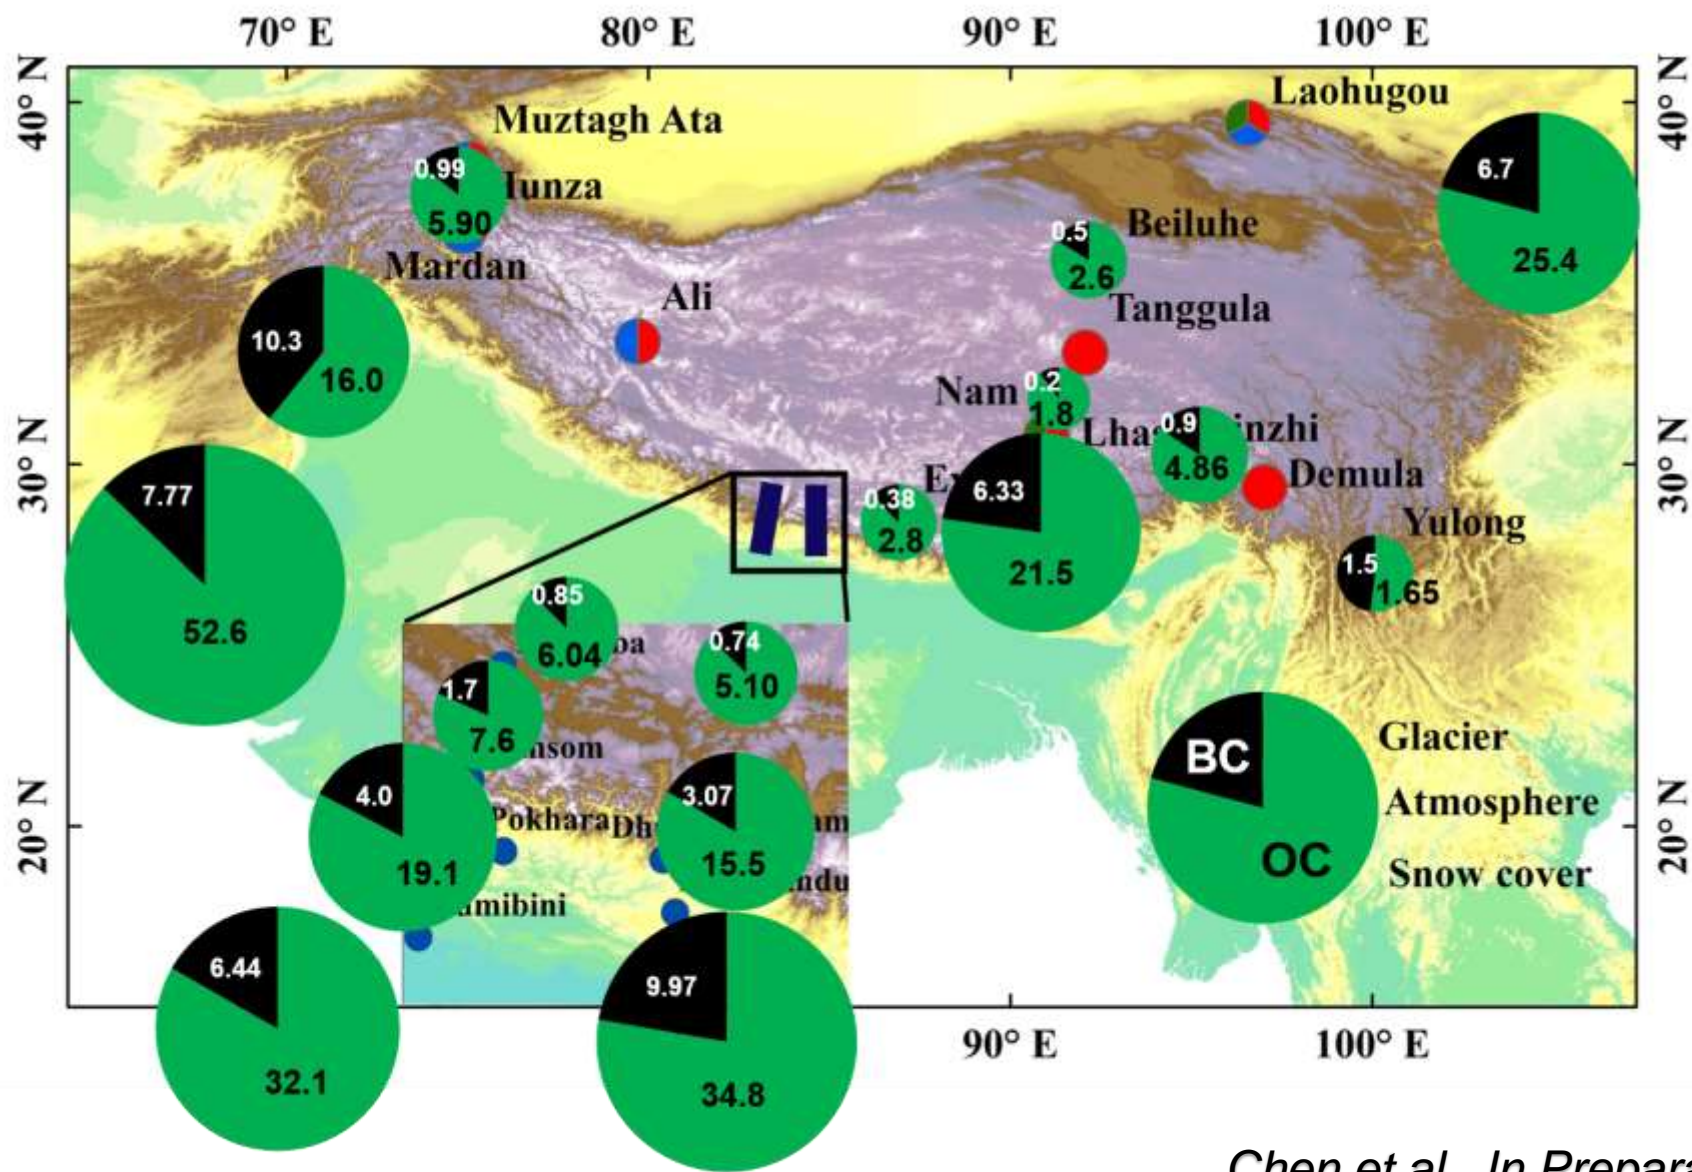 70° E 80° E 90° E 100° E
40° N
40° N
30° N
30° N
20° N
20° N
Laohugou
Muztagh Ata
0.99
5.90
Mardan
6.7
25.4
0.5
2.6
Beiluhe
Tanggula
Ali
10.3
16.0
Nam
0.2
1.8
0.9
4.86
Demula
7.77
52.6
0.38
2.8
6.33
21.5
Yulong
1.5
1.65
0.85
6.04
0.74
5.10
1.7
7.6
4.0
19.1
Pokhara
3.07
15.5
BC
OC
Glacier
Atmosphere
Snow cover
6.44
32.1
9.97
34.8
90° E 100° E
Chen et al., In